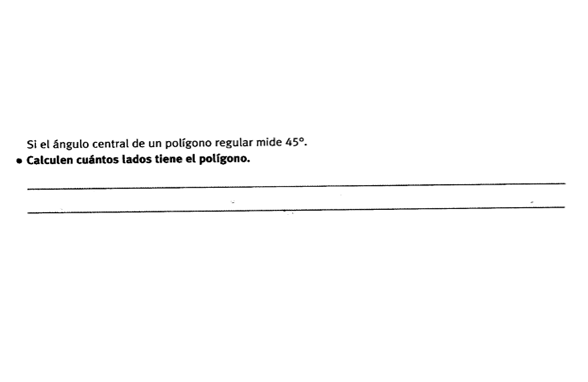 Si el ángulo central de un polígono regular mide 45°.
• Calculen cuántos lados tiene el polígono.